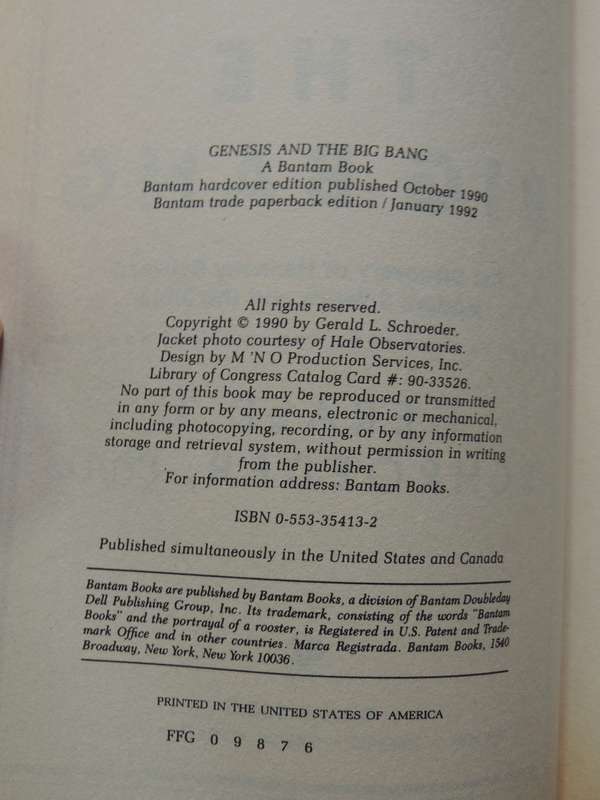 THE
GENESIS AND THE BIG BANG
A Bantam Book
Bantam hardcover edition published October 1990
Bantam trade paperback edition / January 1992
All rights reserved.
Copyright © 1990 by Gerald L. Schroeder.
Jacket photo courtesy of Hale Observatories.
Design by M 'N O Production Services, Inc.
Library of Congress Catalog Card #: 90-33526.
No part of this book may be reproduced or transmitted
in any form or by any means, electronic or mechanical,
including photocopying, recording, or by any information
storage and retrieval system, without permission in writing
from the publisher.
For information address: Bantam Books.
ISBN 0-553-35413-2
Published simultaneously in the United States and Canada
Bantam Books are published by Bantam Books, a division of Bantam Doubleday
Dell Publishing Group, Inc. Its trademark, consisting of the words "Bantam
Books" and the portrayal of a rooster, is Registered in U.S. Patent and Trade-
mark Office and in other countries. Marca Registrada. Bantam Books, 1540
Broadway, New York, New York 10036.
PRINTED IN THE UNITED STATES OF AMERICA
FFG 0 9 8 7 6